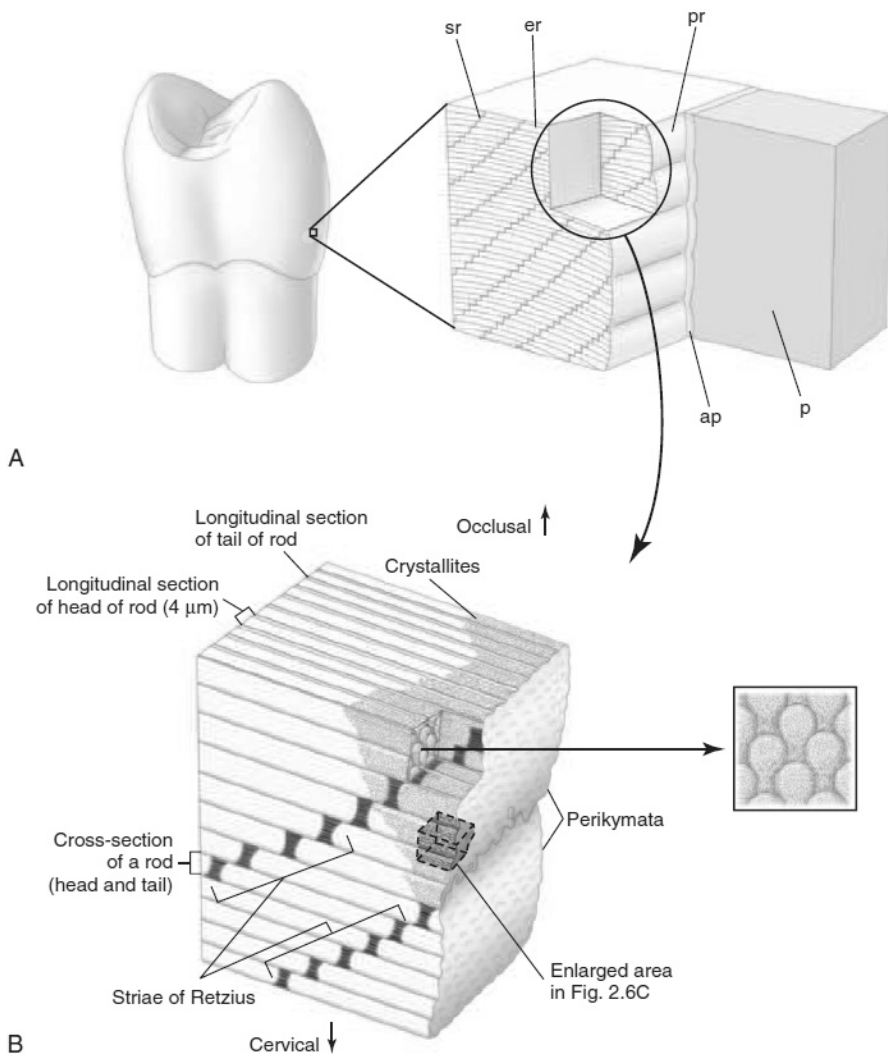 sr
er
pr
ap
p
A
Longitudinal section
of tail of rod
Occlusal
Crystallites
Longitudinal section
of head of rod (4 μm)
Perikymata
Cross-section
of a rod
(head and tail)
Enlarged area
in Fig. 2.6C
Striae of Retzius
Cervical
B